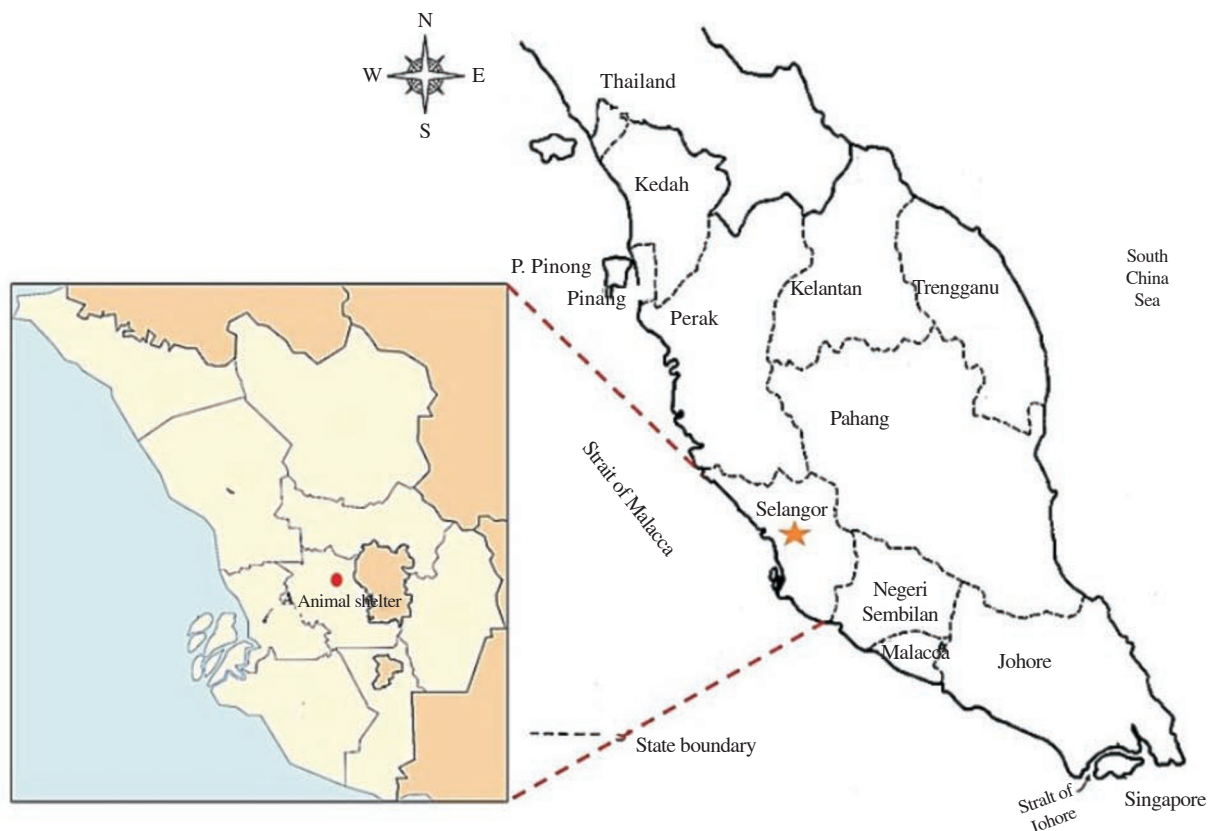 N
W
E
S
Thailand
Kedah
P. Pinong
Pinang
Perak
Kelantan
Trengganu
South
China
Sea
Pahang
Strait of Malacca
Selangor
Animal shelter
Negeri
Sembilan
Malacca
Johore
State boundary
Stralt of
Iohore
Singapore